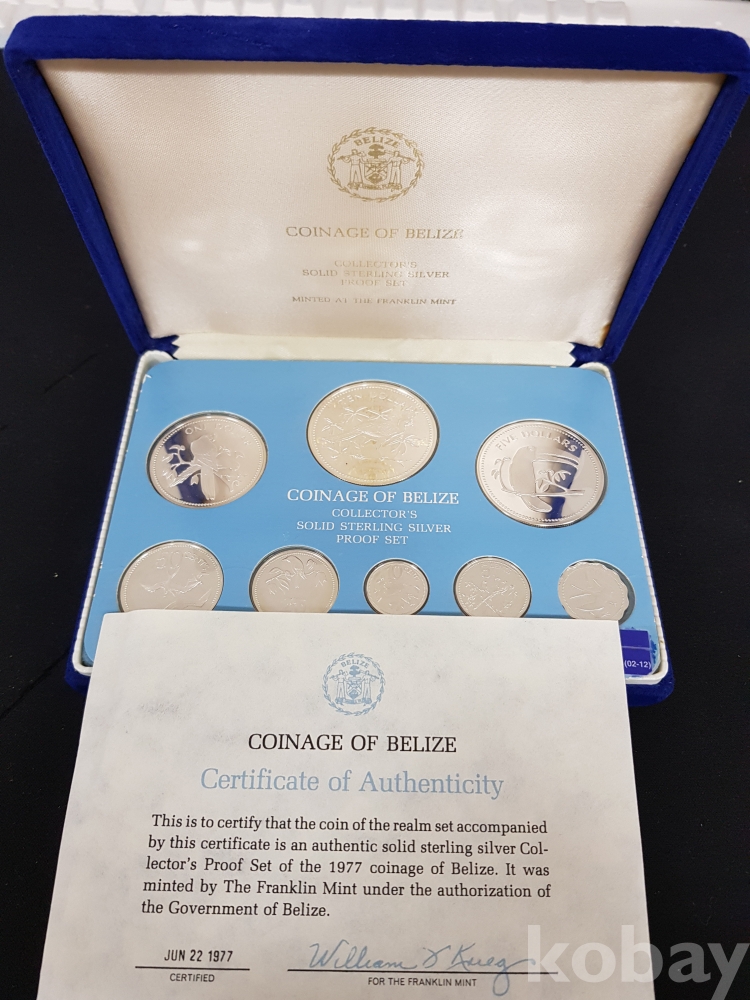 BELIZE
COINAGE OF BELIZE
COLLECTOR'S
SOLID STERLING SILVER
PROOF SET
MINTED AT THE FRANKLIN MINT
TEN DOLLARS
ONE
FIVE DOLLARS
COINAGE OF BELIZE
COLLECTOR'S
SOLID STERLING SILVER
PROOF SET
(02-12)
BELIZE
COINAGE OF BELIZE
Certificate of Authenticity
This is to certify that the coin of the realm set accompanied
by this certificate is an authentic solid sterling silver Col-
lector's Proof Set of the 1977 coinage of Belize. It was
minted by The Franklin Mint under the authorization of
the Government of Belize.
JUN 22 1977
CERTIFIED
FOR THE FRANKLIN MINT
kobay